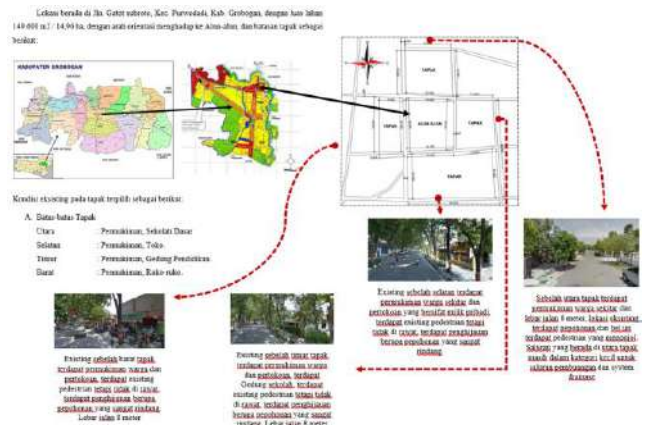 Lokasi berada di Jln. Gatot subroto, Kec. Purwodadi, Kab. Grobogan, dengan luas lahan
149.608 m2 / 14,96 ha, dengan arah orientasi menghadap ke Alun-alun, dan batasan tapak sebagai
berikut:
KABUPATEN GROBOGAN
TAPAK
TAPAK
ALUN ALUN
TAPAK
TAPAK
Kondisi eksisting pada tapak terpilih sebagai berikut:
A. Batas-batas Tapak
Utara : Permukiman, Sekolah Dasar
Selatan : Permukiman, Toko.
Timur : Permukiman, Gedung Pendidikan.
Barat : Permukiman, Ruko-ruko.
Existing sebelah selatan terdapat
permukiman warga sekitar dan
pertokoan yang bersifat milik pribadi,
terdapat existing pedestrian tetapi
tidak di rawat, terdapat penghijauan
berupa pepohonan yang sangat
rindang
Sebelah utara tapak terdapat
permukiman warga sekitar dan
lebar jalan 8 meter, lokasi eksisting
terdapat pepohonan dan belum
terdapat pedestrian yang
Saluran yang berada di utara tapak
masih dalam kategori kecil untuk
saluran pembuangan dan system
drainase.
Existing sebelah barat tapak
terdapat permukiman warga dan
pertokoan, terdapat existing
pedestrian tetapi tidak di rawat,
terdapat penghijauan berupa
pepohonan yang sangat rindang.
Lebar jalan 8 meter
Existing sebelah timur tapak
terdapat permukiman warga
dan pertokoan, terdapat
Gedung sekolah, terdapat
existing pedestrian tetapi tidak
di rawat, terdapat penghijauan
berupa pepohonan yang sangat
rindang. Lebar jalan 8 meter